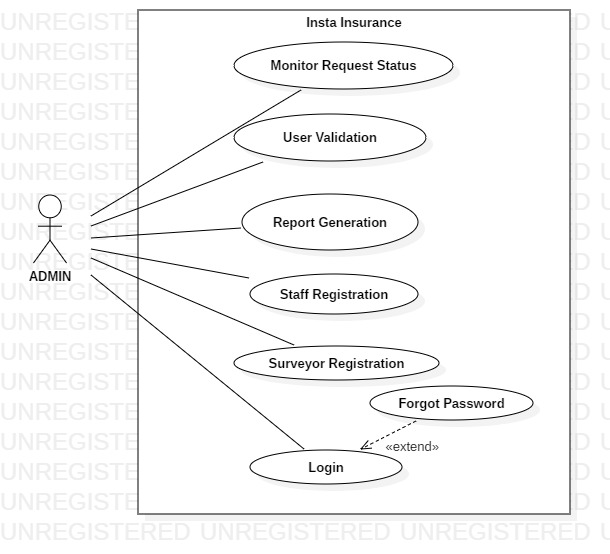 Insta Insurance
Monitor Request Status
User Validation
Report Generation
ADMIN
Staff Registration
Surveyor Registration
Forgot Password
«extend»
Login
UNREGISTERED UNREGISTERED UNREGISTERED